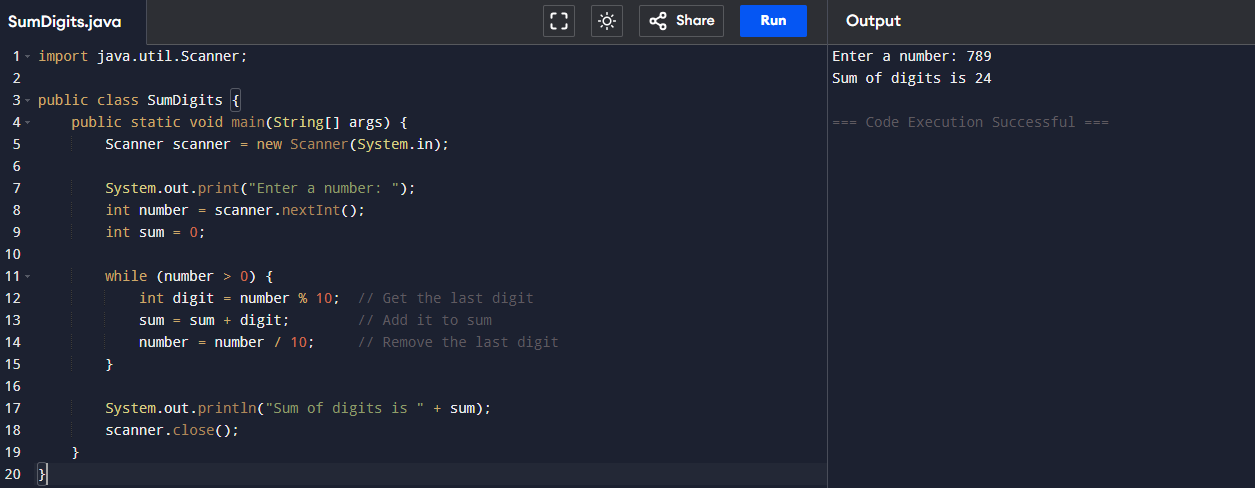 SumDigits.java
Share
Run
Output
1 import java.util.Scanner;
2
3 public class SumDigits {
4     public static void main(String[] args) {
5         Scanner scanner = new Scanner(System.in);
6
7         System.out.print("Enter a number: ");
8         int number = scanner.nextInt();
9         int sum = 0;
10
11         while (number > 0) {
12             int digit = number % 10;  // Get the last digit
13             sum = sum + digit;        // Add it to sum
14             number = number / 10;     // Remove the last digit
15         }
16
17         System.out.println("Sum of digits is " + sum);
18         scanner.close();
19     }
20 }
Enter a number: 789
Sum of digits is 24
=== Code Execution Successful ===